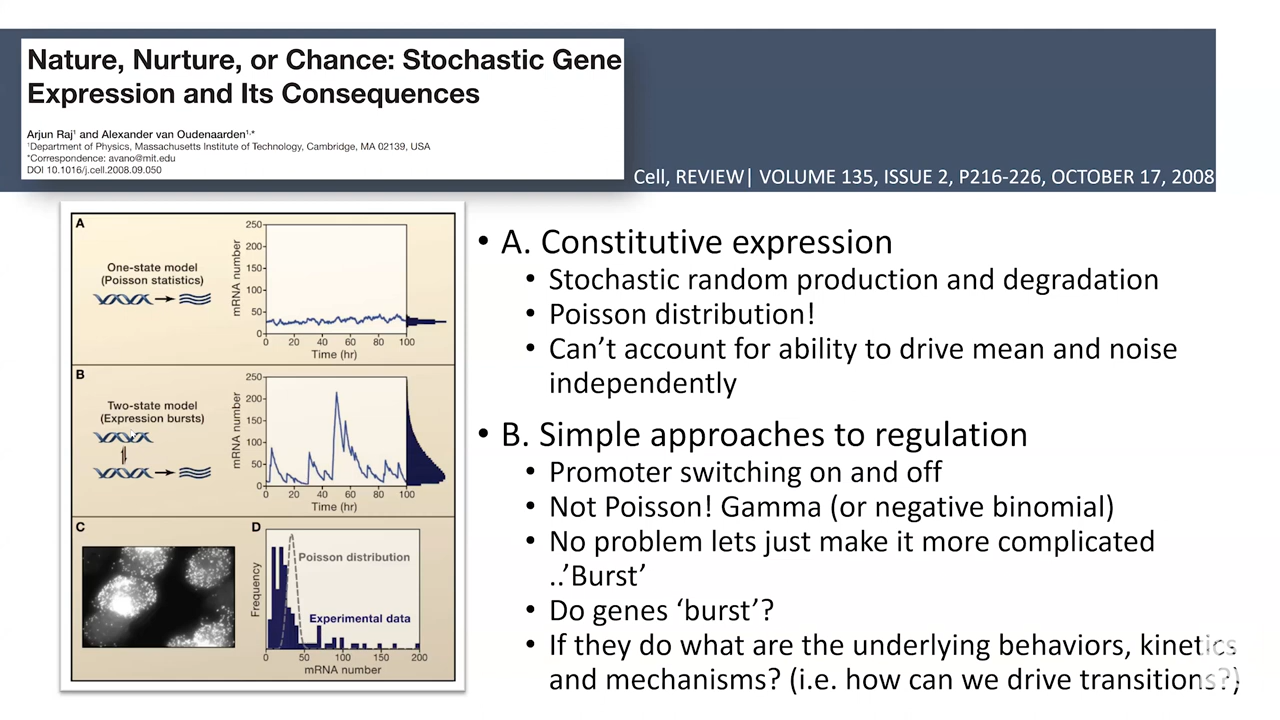 Nature, Nurture, or Chance: Stochastic Gene
Expression and Its Consequences
Arjun Raj¹ and Alexander van Oudenaarden¹,*
¹Department of Physics, Massachusetts Institute of Technology, Cambridge, MA 02139, USA
*Correspondence: avano@mit.edu
DOI 10.1016/j.cell.2008.09.050
Cell, REVIEW| VOLUME 135, ISSUE 2, P216-226, OCTOBER 17, 2008
A
One-state model
(Poisson statistics)
mRNA number
250
200
150
100
50
0
0 20 40 60 80 100
Time (hr)
B
Two-state model
(Expression bursts)
mRNA number
250
200
150
100
50
0
0 20 40 60 80 100
Time (hr)
C
D
Poisson distribution
Experimental data
Frequency
0 50 100 150 200
mRNA number
• A. Constitutive expression
• Stochastic random production and degradation
• Poisson distribution!
• Can’t account for ability to drive mean and noise
independently
• B. Simple approaches to regulation
• Promoter switching on and off
• Not Poisson! Gamma (or negative binomial)
• No problem lets just make it more complicated
..’Burst’
• Do genes ‘burst’?
• If they do what are the underlying behaviors, kinetics
and mechanisms? (i.e. how can we drive transitions?)